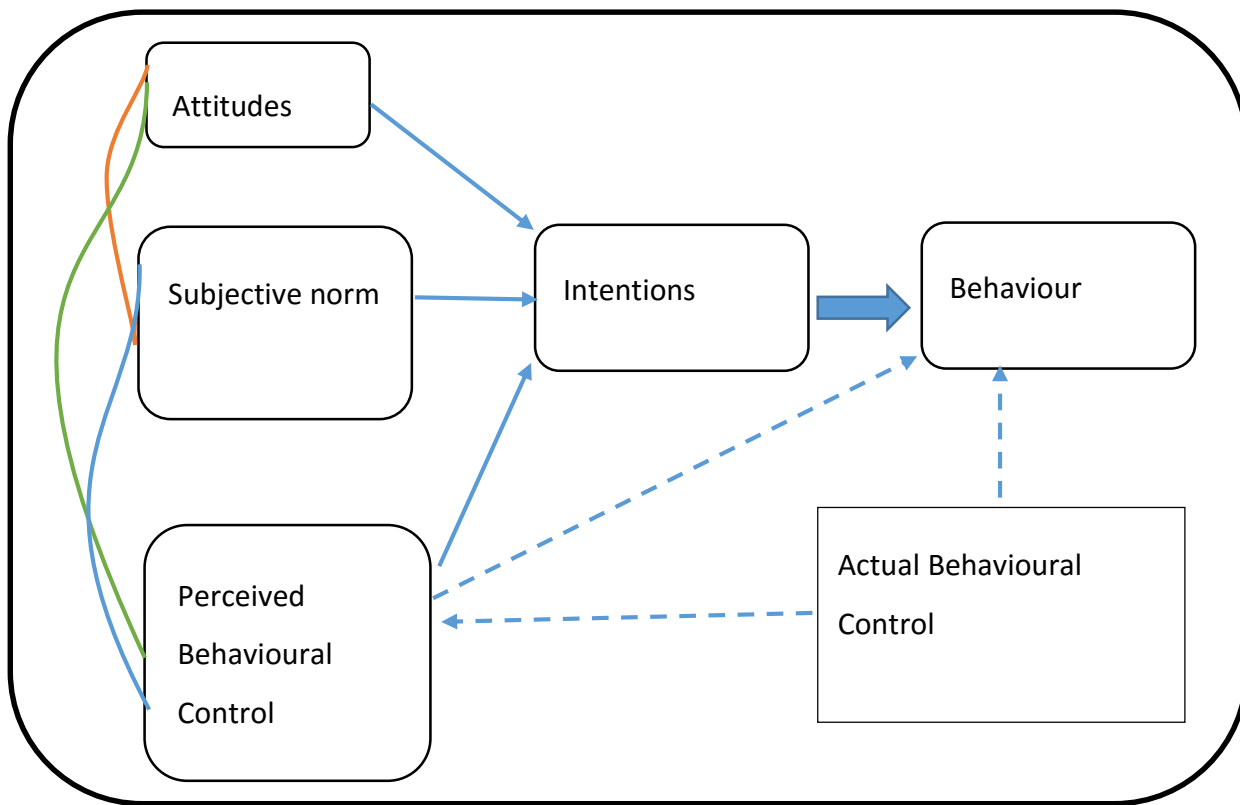 Attitudes
Subjective norm
Intentions
Behaviour
Perceived
Behavioural
Control
Actual Behavioural
Control